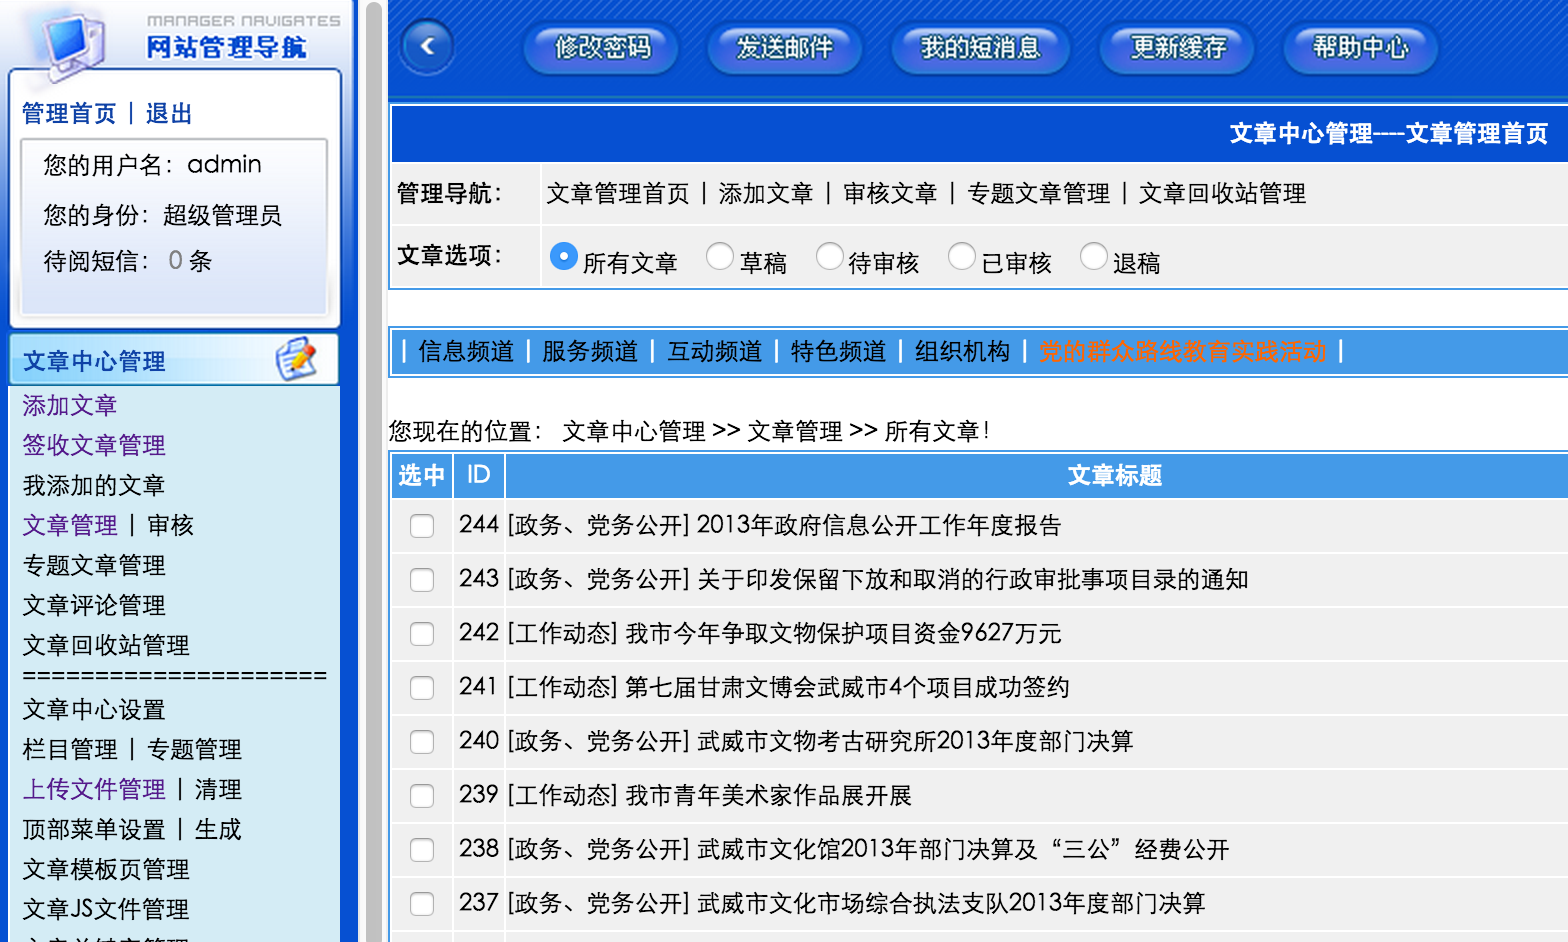 MANAGER NAVIGATES
网站管理导航
管理首页 | 退出
您的用户名：admin
您的身份：超级管理员
待阅短信： 0 条
文章中心管理
添加文章
签收文章管理
我添加的文章
文章管理 | 审核
专题文章管理
文章评论管理
文章回收站管理
=====================
文章中心设置
栏目管理 | 专题管理
上传文件管理 | 清理
顶部菜单设置 | 生成
文章模板页管理
文章JS文件管理
修改密码 发送邮件 我的短消息 更新缓存 帮助中心
文章中心管理----文章管理首页
管理导航： 文章管理首页 | 添加文章 | 审核文章 | 专题文章管理 | 文章回收站管理
文章选项： 所有文章 草稿 待审核 已审核 退稿
| 信息频道 | 服务频道 | 互动频道 | 特色频道 | 组织机构 | 党的群众路线教育实践活动 |
您现在的位置： 文章中心管理 >> 文章管理 >> 所有文章！
选中 ID 文章标题
244 [政务、党务公开] 2013年政府信息公开工作年度报告
243 [政务、党务公开] 关于印发保留下放和取消的行政审批事项目录的通知
242 [工作动态] 我市今年争取文物保护项目资金9627万元
241 [工作动态] 第七届甘肃文博会武威市4个项目成功签约
240 [政务、党务公开] 武威市文物考古研究所2013年度部门决算
239 [工作动态] 我市青年美术家作品展开展
238 [政务、党务公开] 武威市文化馆2013年部门决算及“三公”经费公开
237 [政务、党务公开] 武威市文化市场综合执法支队2013年度部门决算